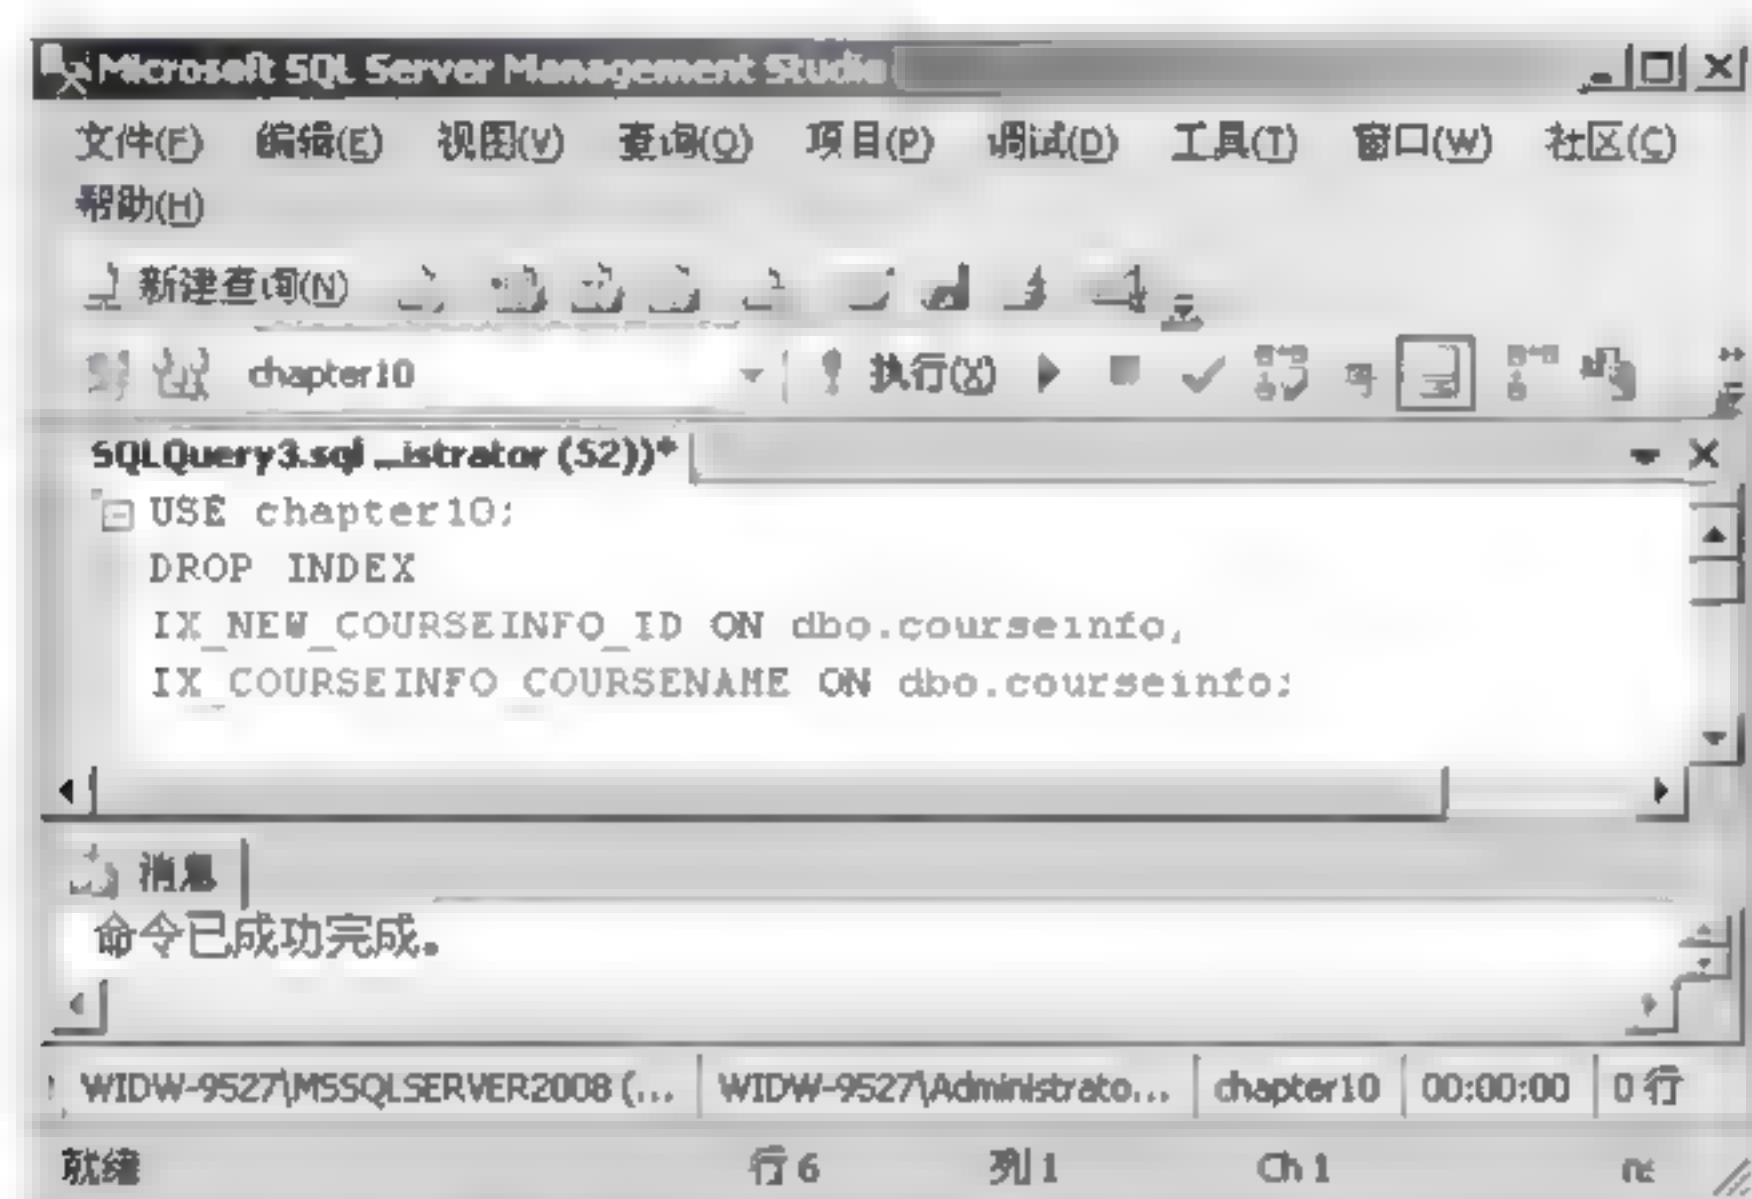 Microsoft SQL Server Management Studio
文件(F) 编辑(E) 视图(V) 查询(Q) 项目(P) 调试(D) 工具(T) 窗口(W) 社区(C)
帮助(H)
新建查询(N)
chapter10 执行(X)
SQLQuery3.sql ...istrator (52))*
USE chapter10;
DROP INDEX
IX_NEW_COURSEINFO_ID ON dbo.courseinfo,
IX_COURSEINFO_COURSENAME ON dbo.courseinfo;
消息
命令已成功完成。
WIDW-9527\MSSQLSERVER2008 (... WIDW-9527\Administrato... chapter10 00:00:00 0 行
就绪 行 6 列 1 Ch 1